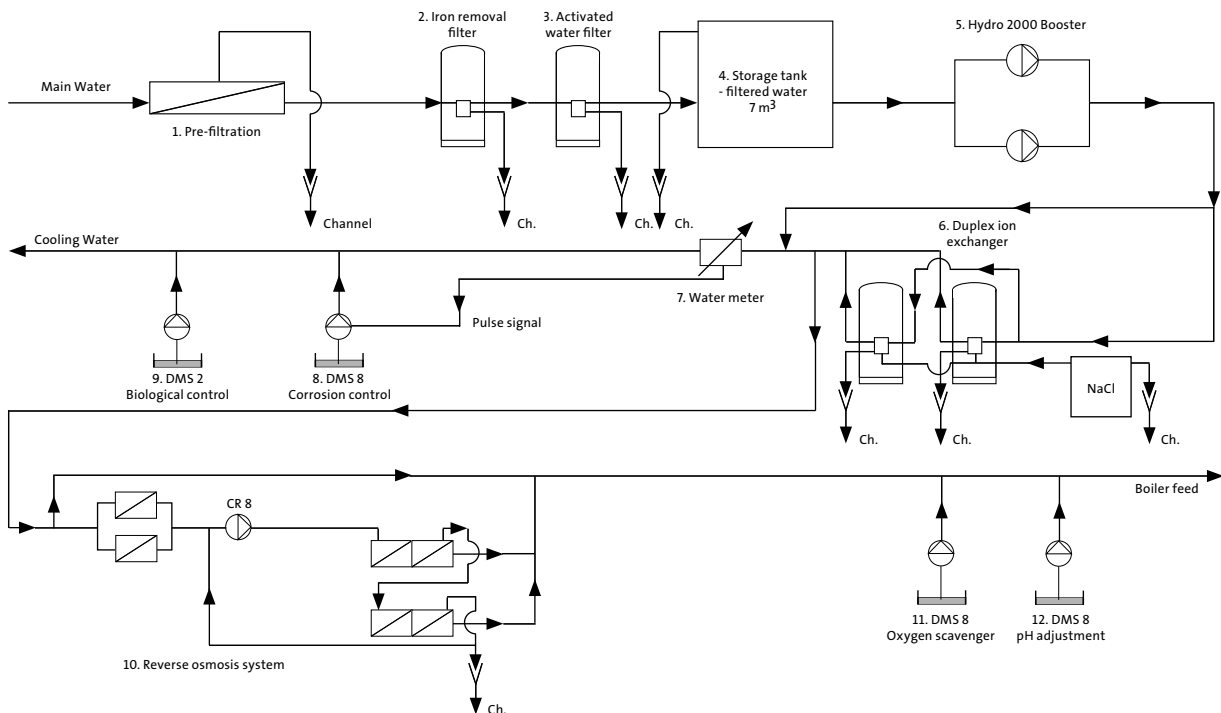 2. Iron removal
filter
3. Activated
water filter
5. Hydro 2000 Booster
Main Water
4. Storage tank
- filtered water
7 m³
1. Pre-filtration
Channel
Ch.
Ch.
Ch.
Cooling Water
6. Duplex ion
exchanger
7. Water meter
Pulse signal
9. DMS 2
Biological control
8. DMS 8
Corrosion control
NaCl
Ch.
Ch.
Ch.
Boiler feed
CR 8
11. DMS 8
Oxygen scavenger
12. DMS 8
pH adjustment
10. Reverse osmosis system
Ch.